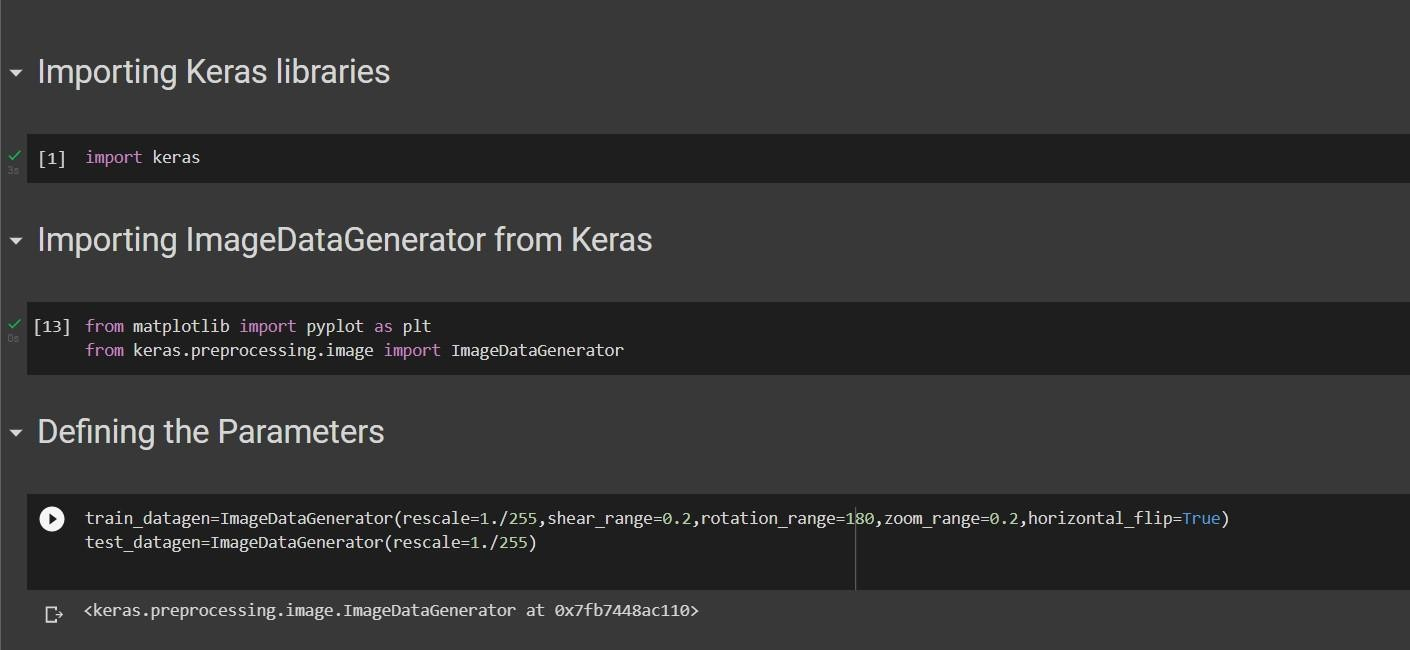 Importing Keras libraries
3s
[1] import keras
Importing ImageDataGenerator from Keras
[13] from matplotlib import pyplot as plt
0s
from keras.preprocessing.image import ImageDataGenerator
Defining the Parameters
train_datagen=ImageDataGenerator(rescale=1./255,shear_range=0.2,rotation_range=180,zoom_range=0.2,horizontal_flip=True)
test_datagen=ImageDataGenerator(rescale=1./255)
<keras.preprocessing.image.ImageDataGenerator at 0x7fb7448ac110>